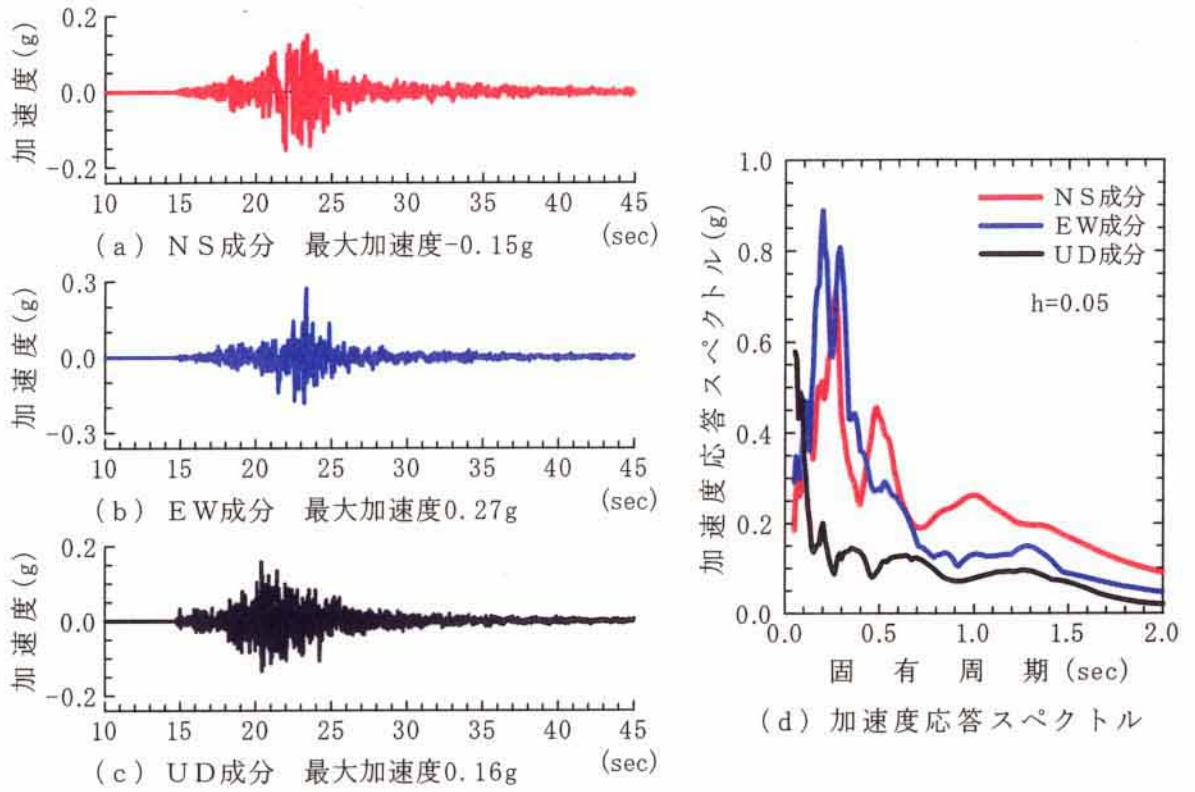 加速度(g)
0.2
0.0
-0.2
10 15 20 25 30 35 40 45
(a) NS成分 最大加速度-0.15g (sec)
加速度(g)
0.3
0.0
-0.3
10 15 20 25 30 35 40 45
(b) EW成分 最大加速度0.27g (sec)
加速度(g)
0.2
0.0
-0.2
10 15 20 25 30 35 40 45
(c) UD成分 最大加速度0.16g (sec)
加速度応答スペクトル(g)
1.0
0.8
0.6
0.4
0.2
0.0
NS成分
EW成分
UD成分
h=0.05
0.0 0.5 1.0 1.5 2.0
固有周期(sec)
(d) 加速度応答スペクトル